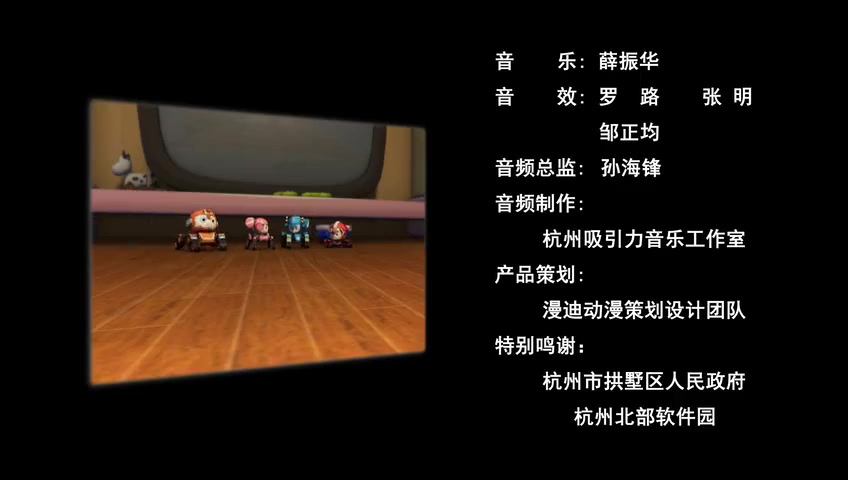 音　　乐：薛振华
音　　效：罗　路　　张 明
邹正均
音频总监：孙海锋
音频制作：
杭州吸引力音乐工作室
产品策划：
漫迪动漫策划设计团队
特别鸣谢：
杭州市拱墅区人民政府
杭州北部软件园